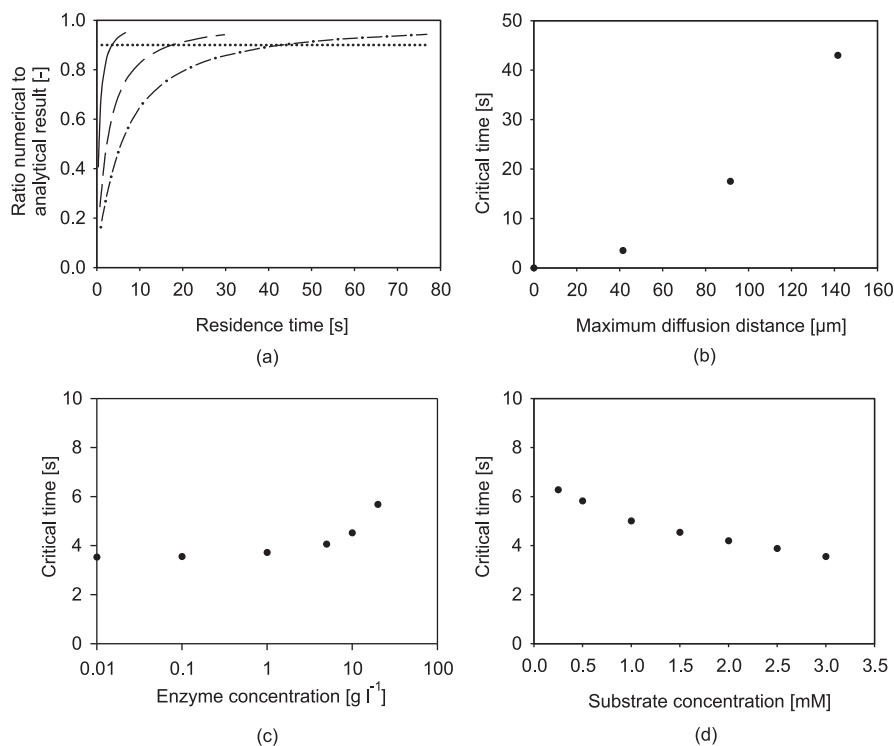 1.0
0.8
0.6
0.4
0.2
0.0
0 10 20 30 40 50 60 70 80
Ratio numerical to
analytical result [-]
Residence time [s]
(a)
50
40
30
20
10
0
0 20 40 60 80 100 120 140 160
Critical time [s]
Maximum diffusion distance [µm]
(b)
10
8
6
4
2
0
0.01 0.1 1 10 100
Critical time [s]
Enzyme concentration [g l-1]
(c)
10
8
6
4
2
0
0.0 0.5 1.0 1.5 2.0 2.5 3.0 3.5
Critical time [s]
Substrate concentration [mM]
(d)